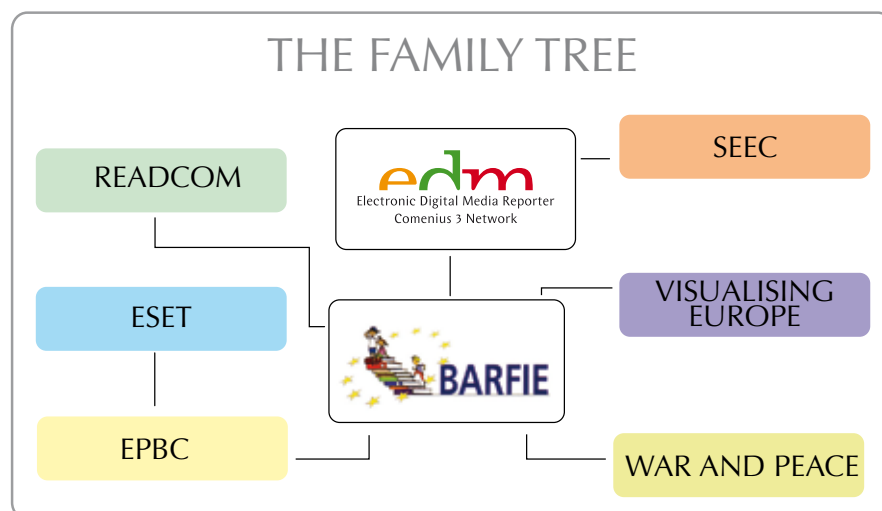 THE FAMILY TREE
READCOM
edm
Electronic Digital Media Reporter
Comenius 3 Network
SEEC
ESET
BARFIE
VISUALISING
EUROPE
EPBC
WAR AND PEACE